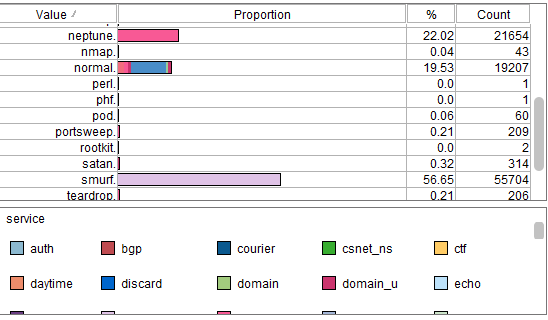 Value Proportion % Count
neptune. 22.02 21654
nmap. 0.04 43
normal. 19.53 19207
perl. 0.0 1
phf. 0.0 1
pod. 0.06 60
portsweep. 0.21 209
rootkit. 0.0 2
satan. 0.32 314
smurf. 56.65 55704
teardrop. 0.21 206
service
auth bgp courier csnet_ns ctf
daytime discard domain domain_u echo